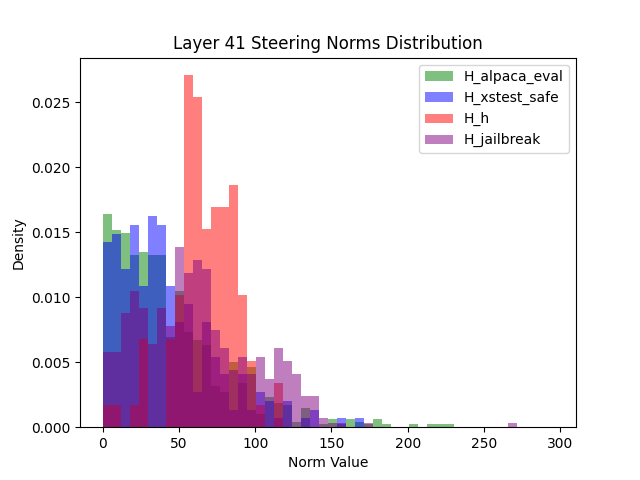 Layer 41 Steering Norms Distribution
H_alpaca_eval
H_xstest_safe
H_h
H_jailbreak
Density
0.025
0.020
0.015
0.010
0.005
0.000
0 50 100 150 200 250 300
Norm Value